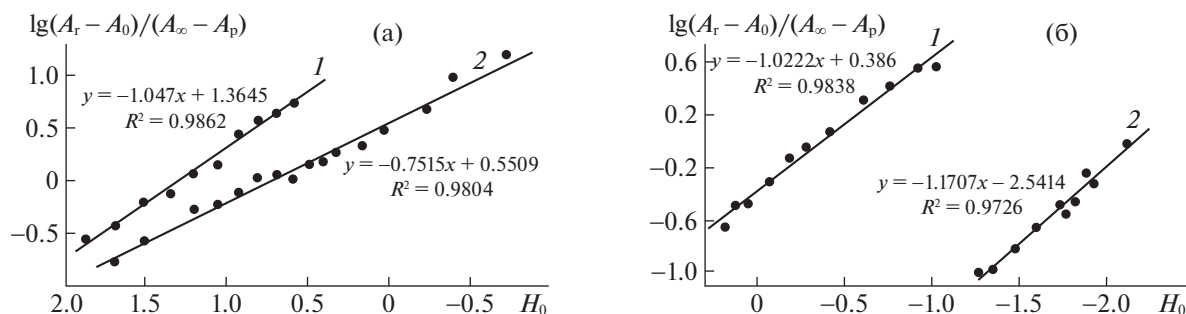 lg(Aᵣ – A₀)/(A∞ – Aₚ)
(а)
1
2
y = –1.047x + 1.3645
R² = 0.9862
y = –0.7515x + 0.5509
R² = 0.9804
1.0
0.5
0
–0.5
2.0 1.5 1.0 0.5 0 –0.5 H₀
lg(Aᵣ – A₀)/(A∞ – Aₚ)
(б)
1
2
y = –1.0222x + 0.386
R² = 0.9838
y = –1.1707x – 2.5414
R² = 0.9726
0.6
0.2
–0.2
–0.6
–1.0
0 –0.5 –1.0 –1.5 –2.0 H₀